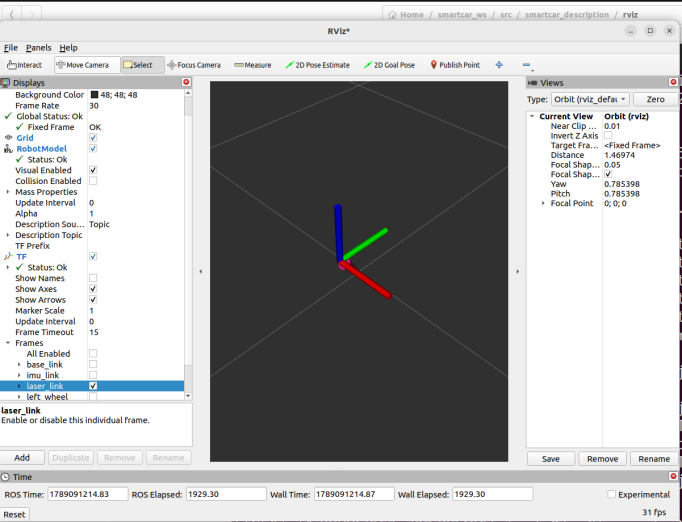 Home / smartcar_ws / src / smartcar_description / rviz
RViz*
File Panels Help
Interact Move Camera Select Focus Camera Measure 2D Pose Estimate 2D Goal Pose Publish Point
Displays
Background Color 48; 48; 48
Frame Rate 30
Global Status: Ok
Fixed Frame OK
Grid
RobotModel
Status: Ok
Visual Enabled
Collision Enabled
Mass Properties
Update Interval 0
Alpha 1
Description Sou... Topic
Description Topic
TF Prefix
TF
Status: Ok
Show Names
Show Axes
Show Arrows
Marker Scale 1
Update Interval 0
Frame Timeout 15
Frames
All Enabled
base_link
imu_link
laser_link
left_wheel
laser_link
Enable or disable this individual frame.
Add Duplicate Remove Rename
Views
Type: Orbit (rviz_defau Zero
Current View Orbit (rviz)
Near Clip ... 0.01
Invert Z Axis
Target Fra... <Fixed Frame>
Distance 1.46974
Focal Shap... 0.05
Focal Shap...
Yaw 0.785398
Pitch 0.785398
Focal Point 0; 0; 0
Save Remove Rename
Time
ROS Time: 1789091214.83 ROS Elapsed: 1929.30 Wall Time: 1789091214.87 Wall Elapsed: 1929.30 Experimental
Reset 31 fps